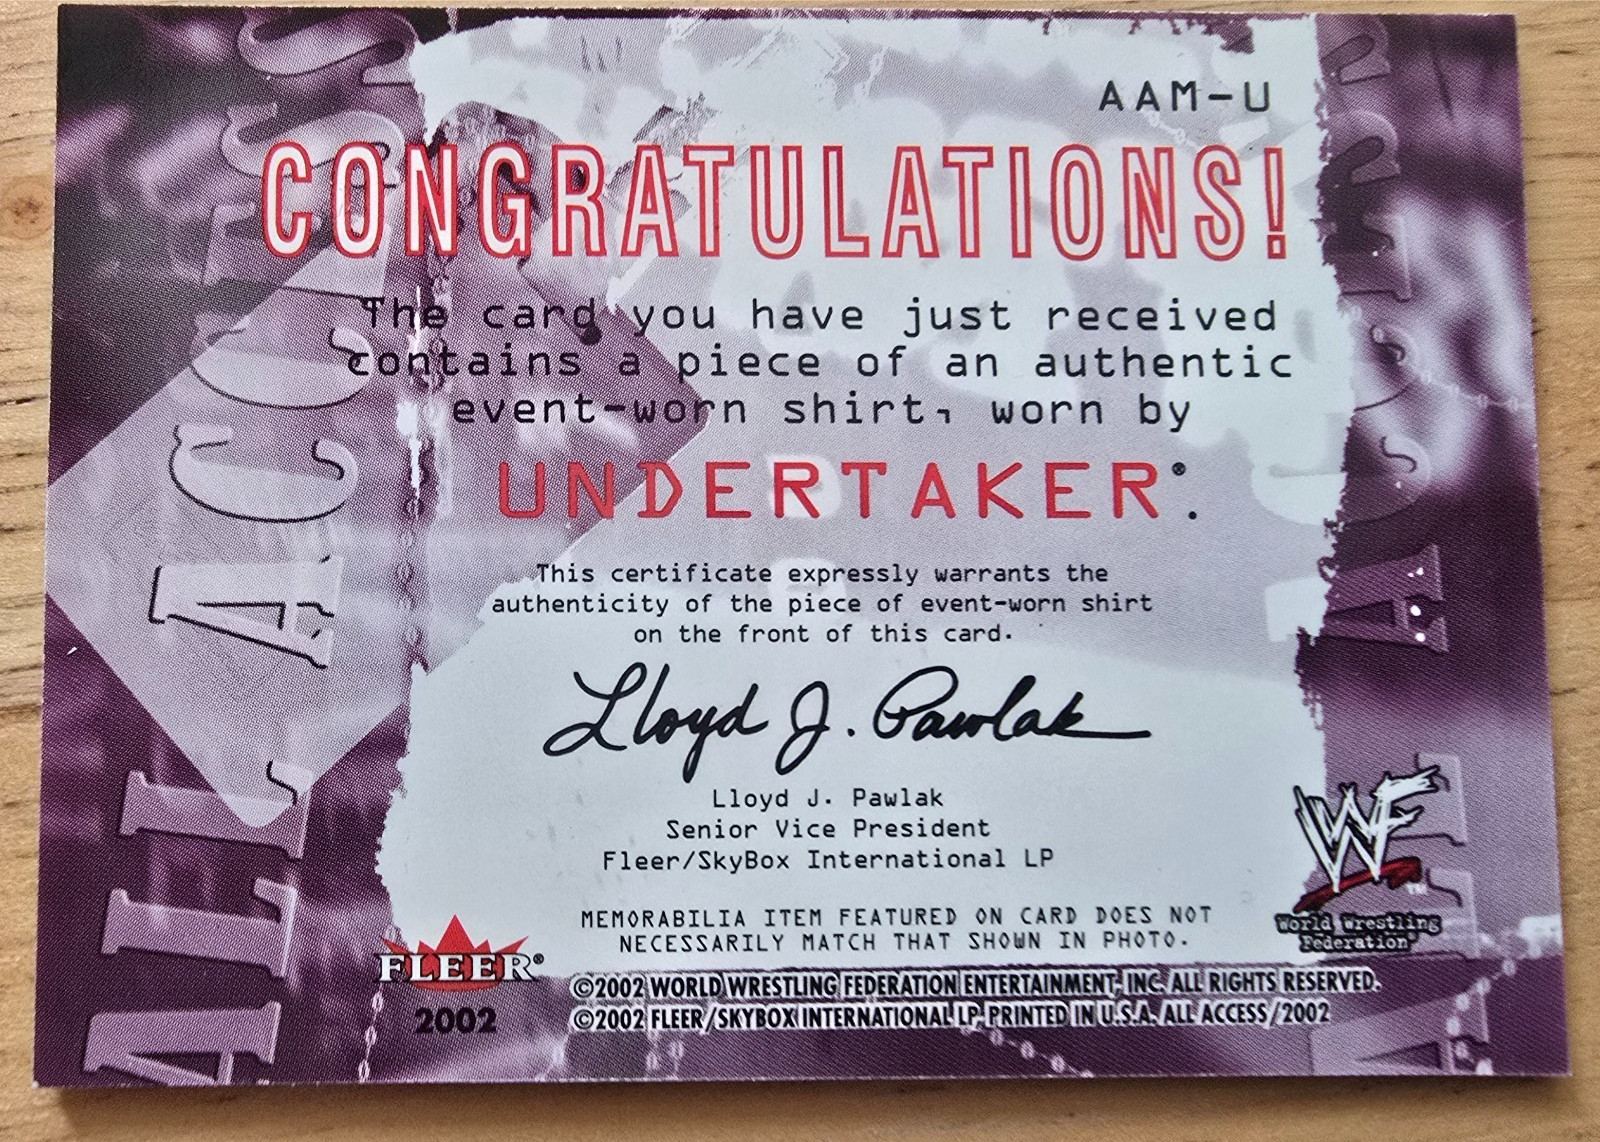 AAM-U
CONGRATULATIONS!
The card you have just received
contains a piece of an authentic
event-worn shirt, worn by
UNDERTAKER®.
This certificate expressly warrants the
authenticity of the piece of event-worn shirt
on the front of this card.
Lloyd J. Pawlak
Lloyd J. Pawlak
Senior Vice President
Fleer/SkyBox International LP
MEMORABILIA ITEM FEATURED ON CARD DOES NOT
NECESSARILY MATCH THAT SHOWN IN PHOTO.
©2002 WORLD WRESTLING FEDERATION ENTERTAINMENT, INC. ALL RIGHTS RESERVED.
©2002 FLEER/SKYBOX INTERNATIONAL LP. PRINTED IN U.S.A. ALL ACCESS/2002
FLEER®
2002
WF™
World Wrestling
Federation
ALL ACCESS